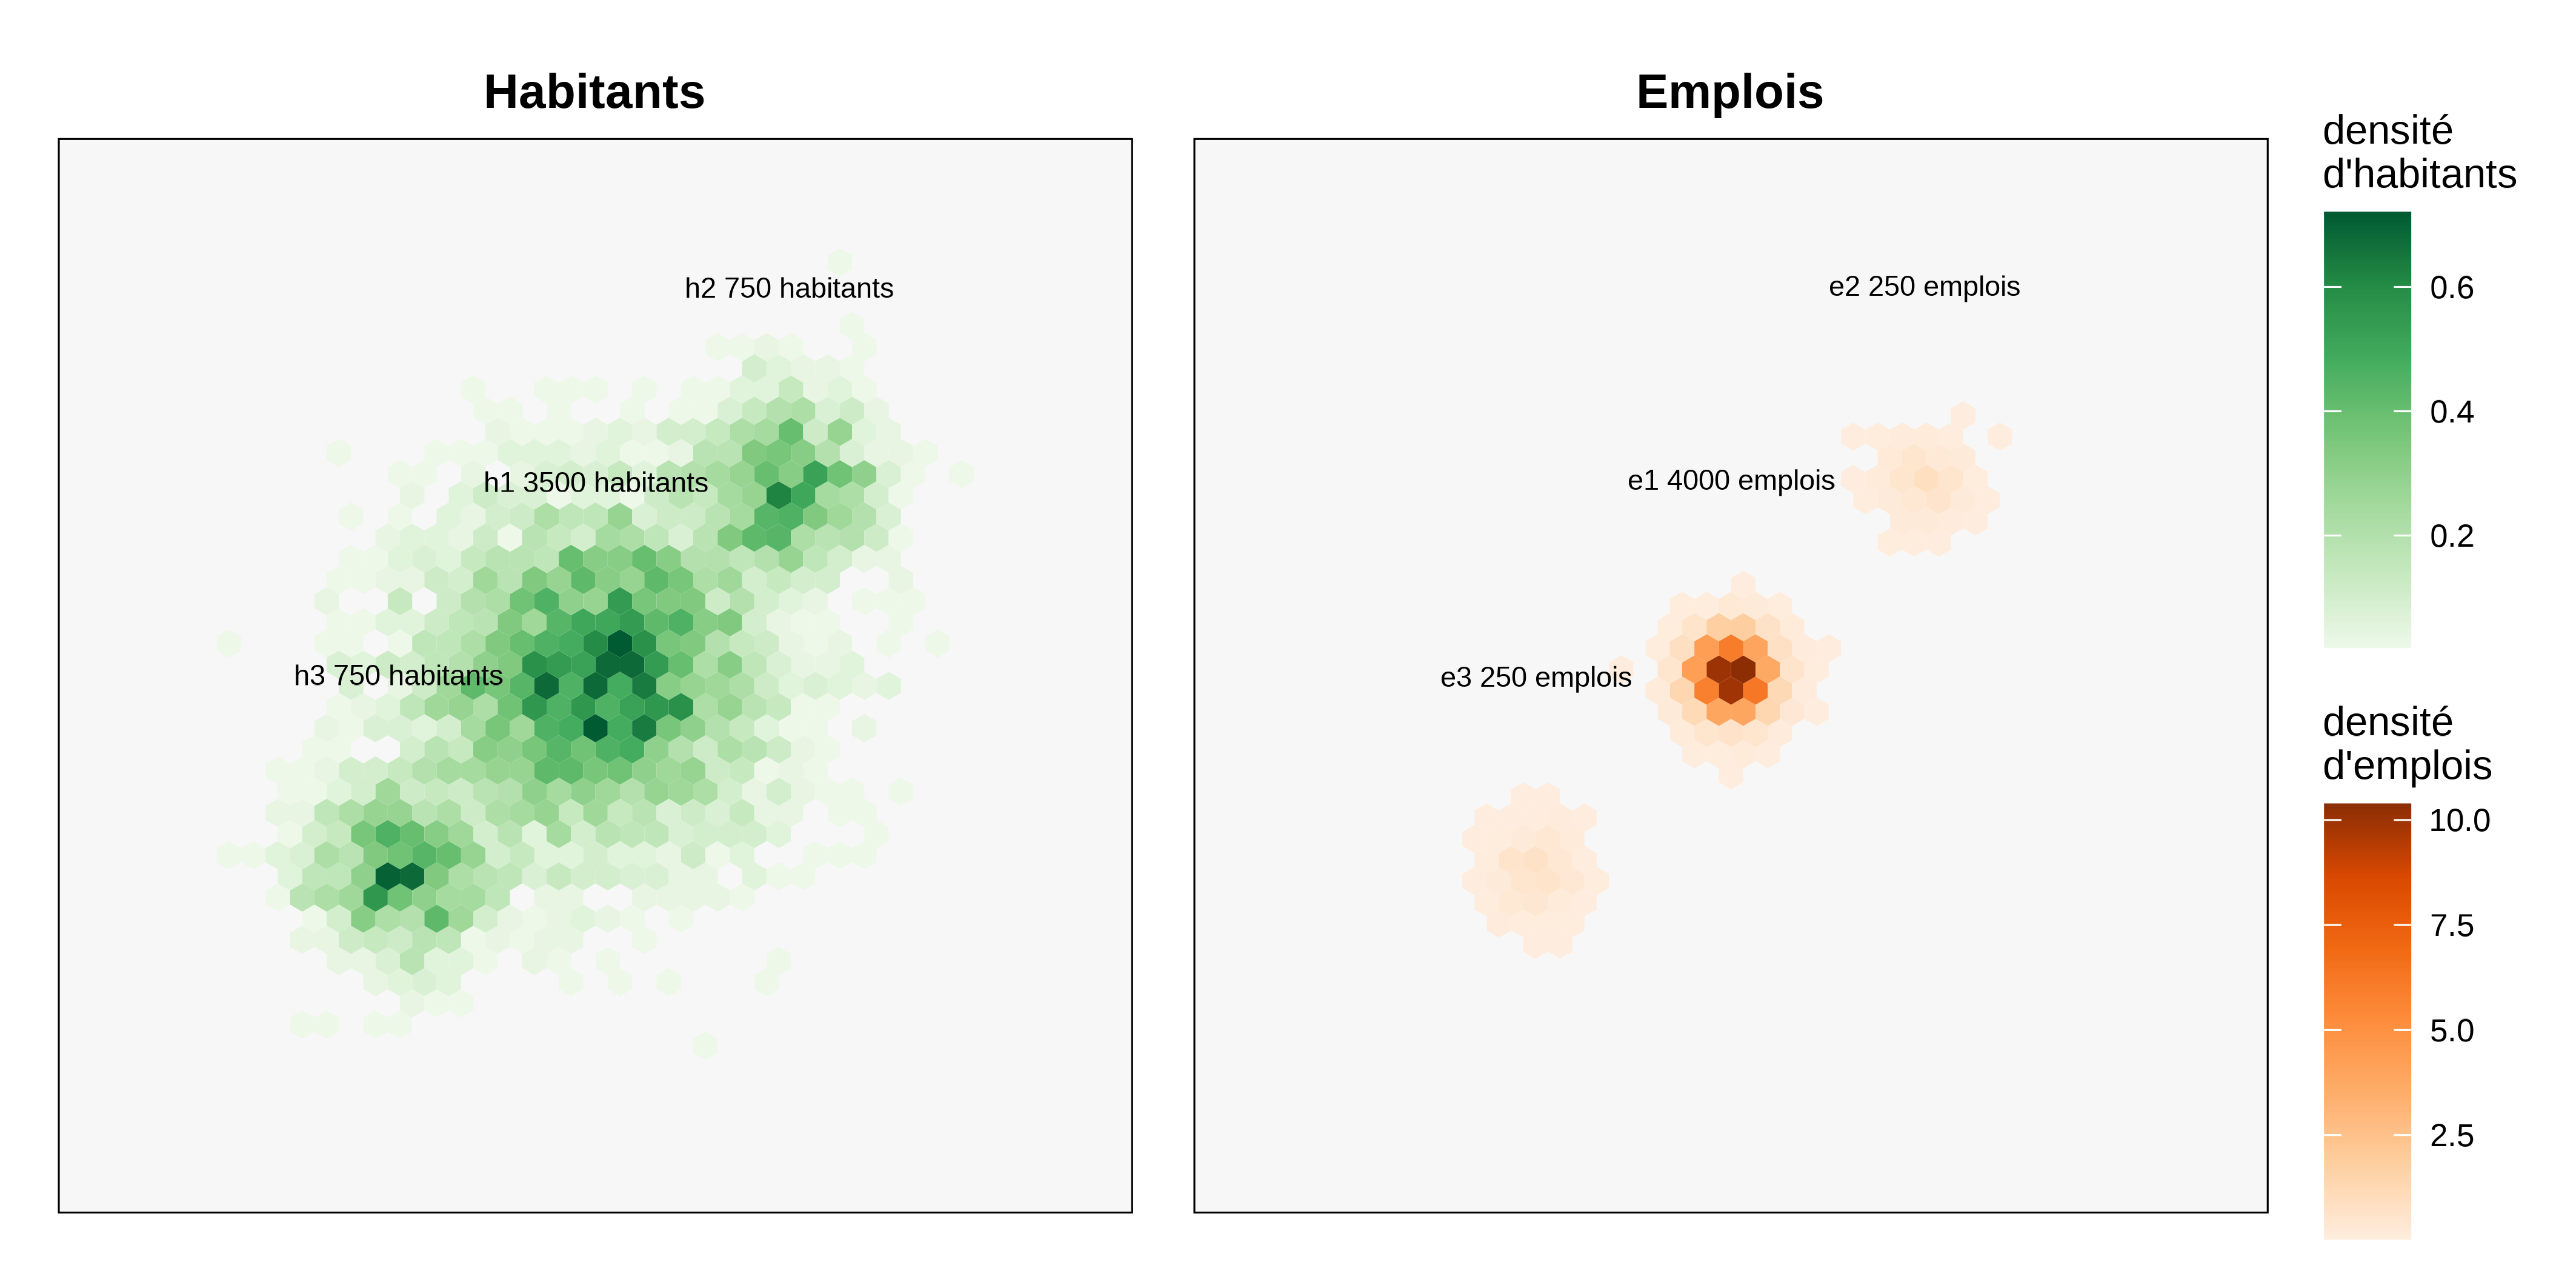 Habitants
h2 750 habitants
h1 3500 habitants
h3 750 habitants
Emplois
e2 250 emplois
e1 4000 emplois
e3 250 emplois
densité
d'habitants
0.6
0.4
0.2
densité
d'emplois
10.0
7.5
5.0
2.5